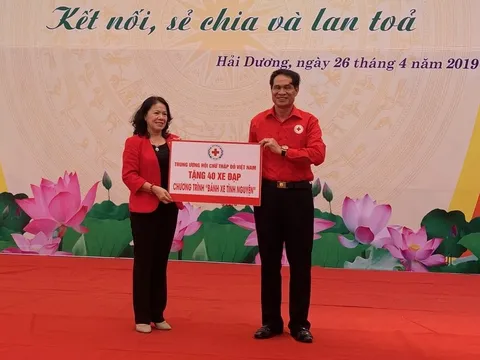 Kết nối, sẻ chia và lan toả
Hải Dương, ngày 26 tháng 4 năm 2019
TRUNG ƯƠNG HỘI CHỮ THẬP ĐỎ VIỆT NAM
TẶNG 40 XE ĐẠP
CHƯƠNG TRÌNH "BÁNH XE TÌNH NGUYỆN"